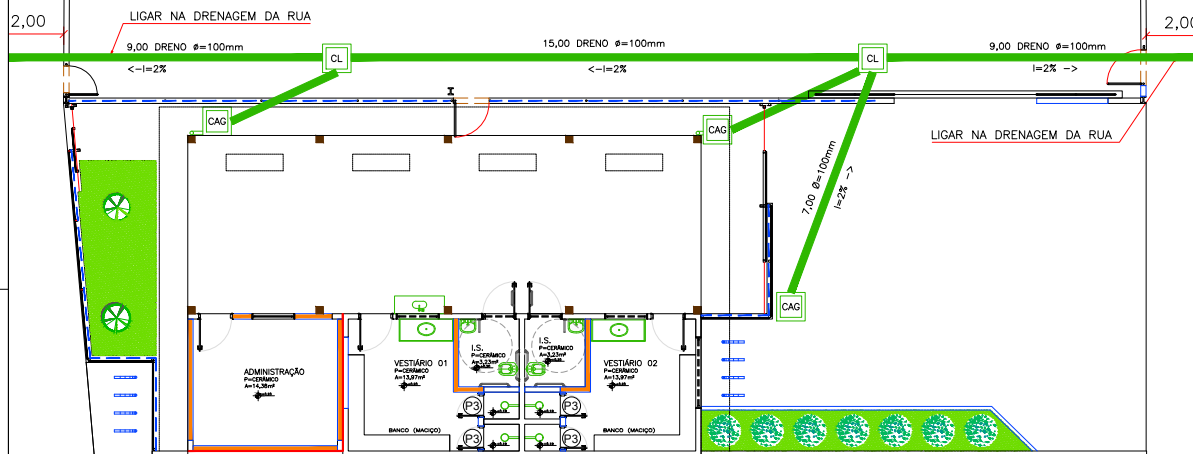 2,00
LIGAR NA DRENAGEM DA RUA
2,00
9,00 DRENO ø=100mm
15,00 DRENO ø=100mm
9,00 DRENO ø=100mm
CL
CL
<-I=2%
<-I=2%
I=2% ->
CAG
CAG
LIGAR NA DRENAGEM DA RUA
7,00 Ø=100mm
I=2% ->
CAG
I.S.
P=CERÂMICO
A=3,23m²
I.S.
P=CERÂMICO
A=3,23m²
ADMINISTRAÇÃO
P=CERÂMICO
A=14,38m²
VESTIÁRIO 01
P=CERÂMICO
A=13,97m²
VESTIÁRIO 02
P=CERÂMICO
A=13,97m²
P3
P3
BANCO (MACIÇO)
P3
P3
BANCO (MACIÇO)